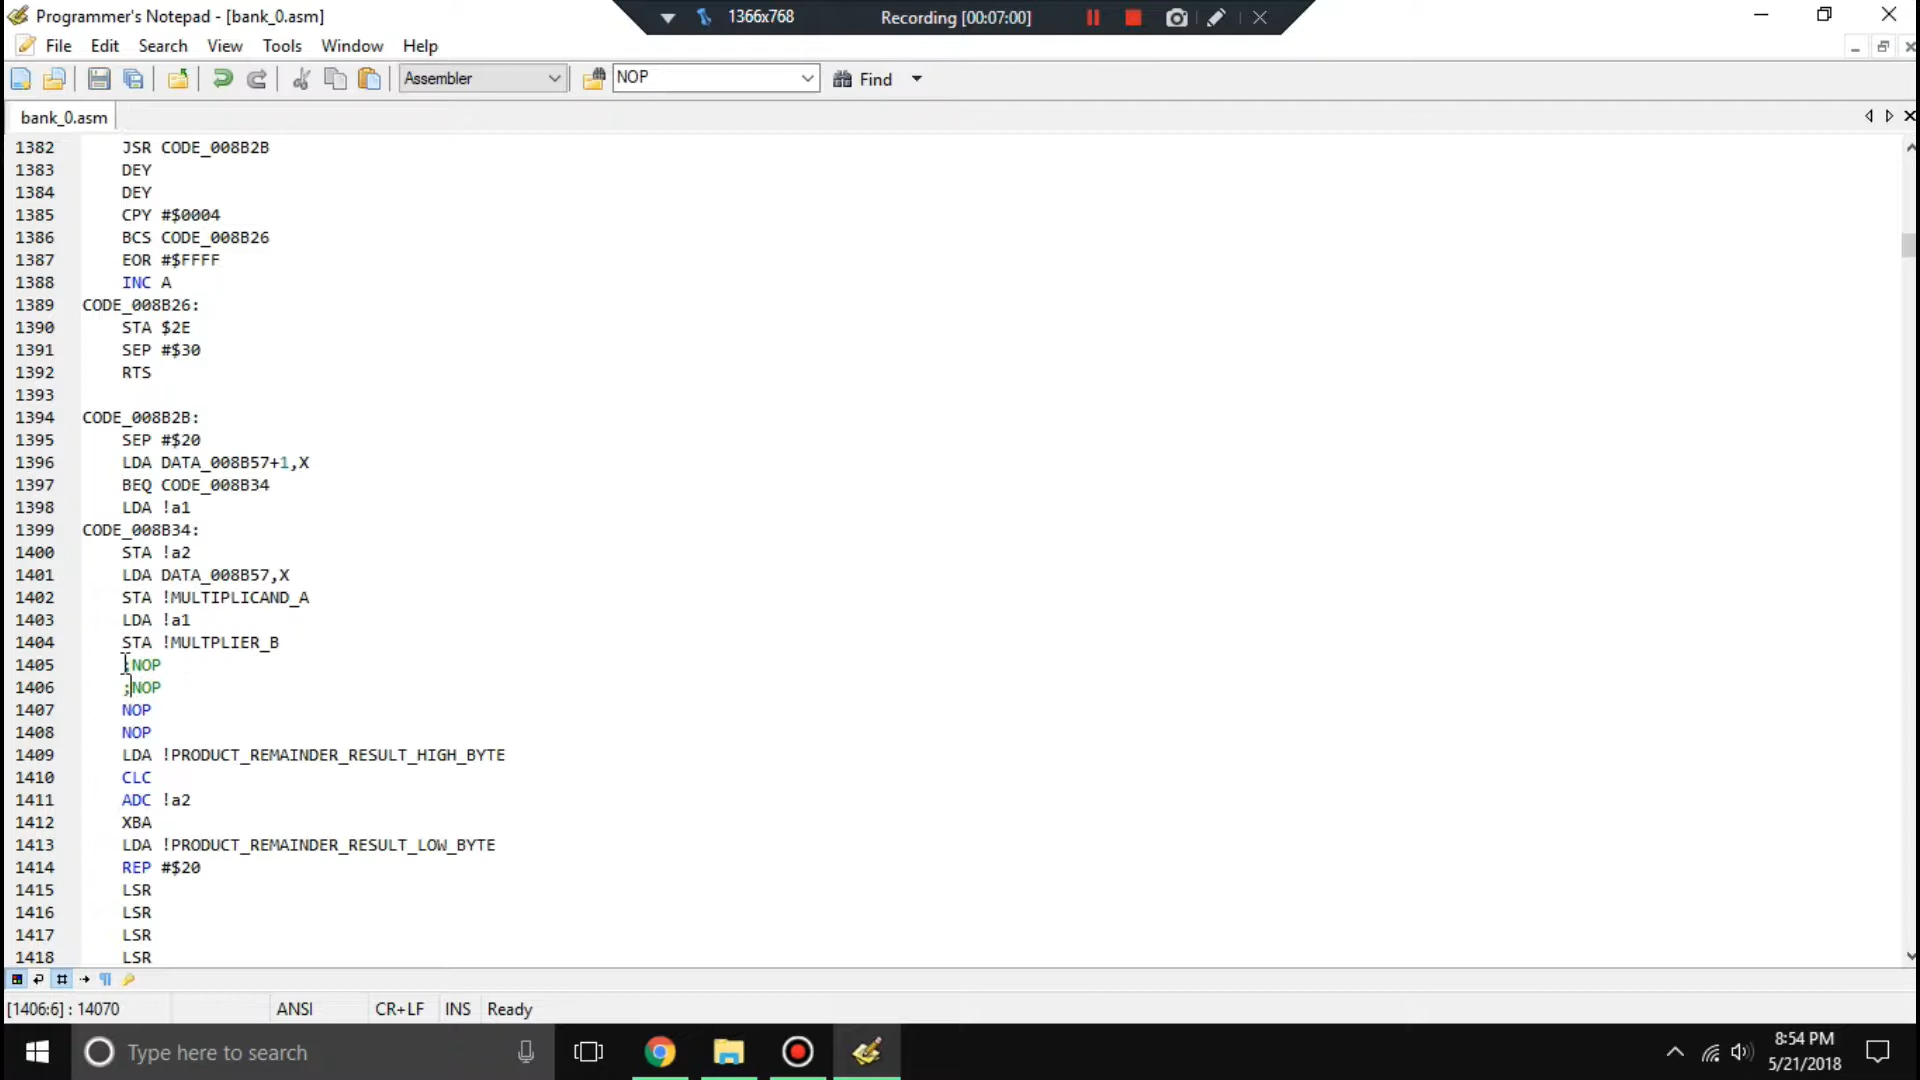 Programmer's Notepad - [bank_0.asm]
1366x768
Recording [00:07:00]
File Edit Search View Tools Window Help
Assembler
NOP
Find
bank_0.asm
1382 JSR CODE_008B2B
1383 DEY
1384 DEY
1385 CPY #$0004
1386 BCS CODE_008B26
1387 EOR #$FFFF
1388 INC A
1389 CODE_008B26:
1390 STA $2E
1391 SEP #$30
1392 RTS
1393
1394 CODE_008B2B:
1395 SEP #$20
1396 LDA DATA_008B57+1,X
1397 BEQ CODE_008B34
1398 LDA !a1
1399 CODE_008B34:
1400 STA !a2
1401 LDA DATA_008B57,X
1402 STA !MULTIPLICAND_A
1403 LDA !a1
1404 STA !MULTPLIER_B
1405 ;NOP
1406 ;NOP
1407 NOP
1408 NOP
1409 LDA !PRODUCT_REMAINDER_RESULT_HIGH_BYTE
1410 CLC
1411 ADC !a2
1412 XBA
1413 LDA !PRODUCT_REMAINDER_RESULT_LOW_BYTE
1414 REP #$20
1415 LSR
1416 LSR
1417 LSR
1418 LSR
[1406:6] : 14070 ANSI CR+LF INS Ready
Type here to search
8:54 PM
5/21/2018